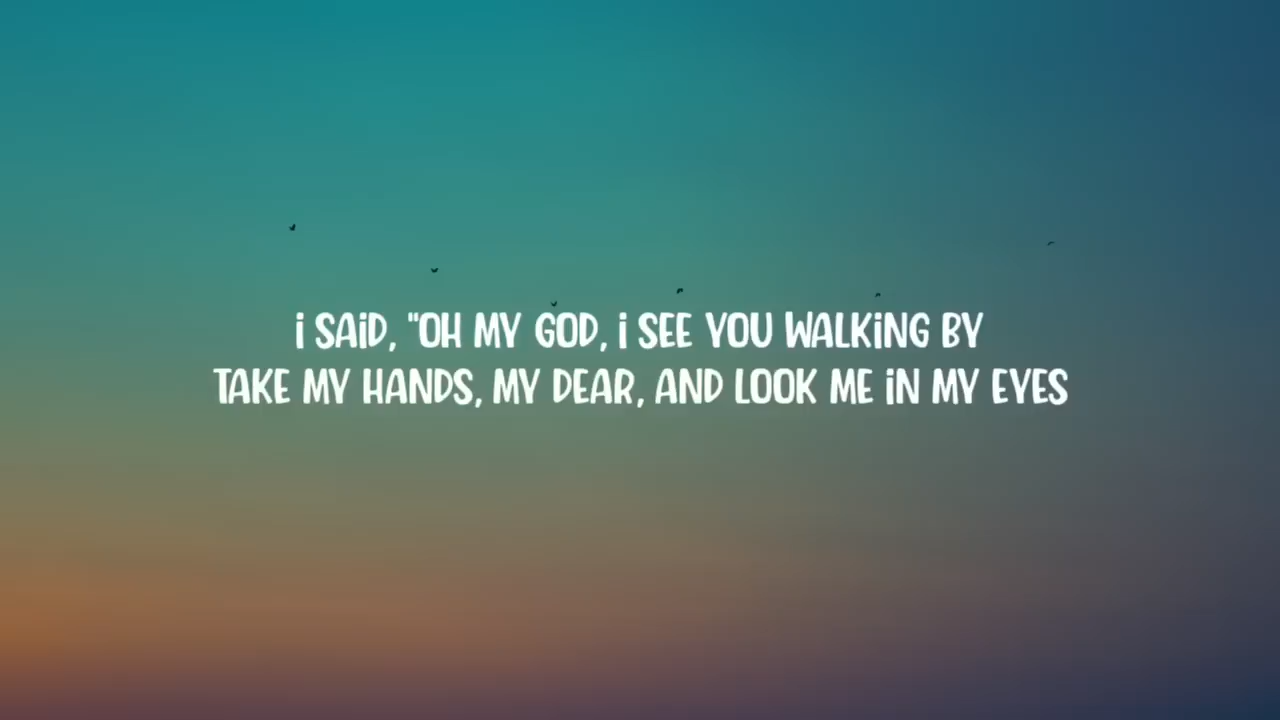 I SAID, "OH MY GOD, I SEE YOU WALKING BY
TAKE MY HANDS, MY DEAR, AND LOOK ME IN MY EYES